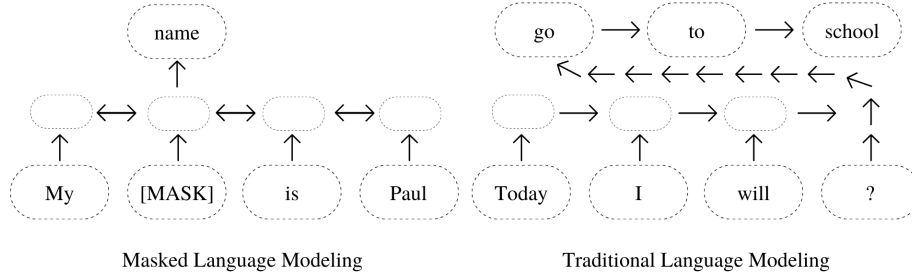 name
My [MASK] is Paul
Masked Language Modeling
go to school
Today I will ?
Traditional Language Modeling